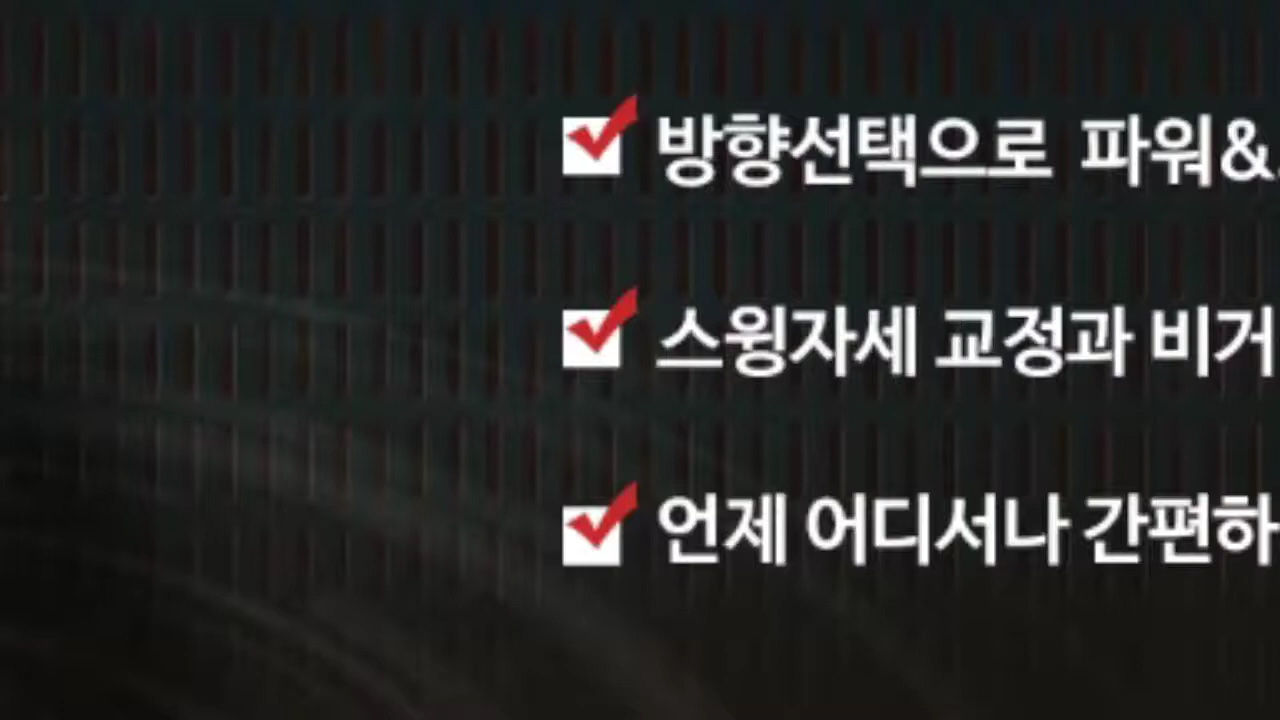 방향선택으로 파워&
스윙자세 교정과 비거
언제 어디서나 간편하